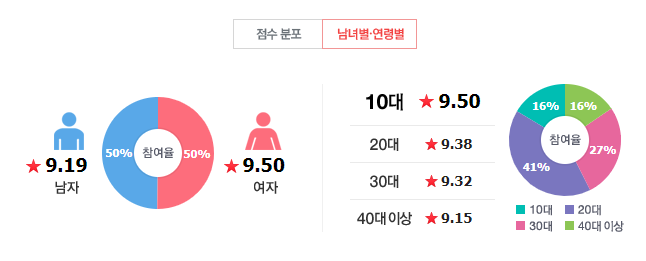 점수 분포
남녀별·연령별
50%
50%
참여율
★ 9.19
남자
★ 9.50
여자
10대 ★ 9.50
20대 ★ 9.38
30대 ★ 9.32
40대 이상 ★ 9.15
16%
16%
27%
41%
참여율
10대 20대
30대 40대 이상